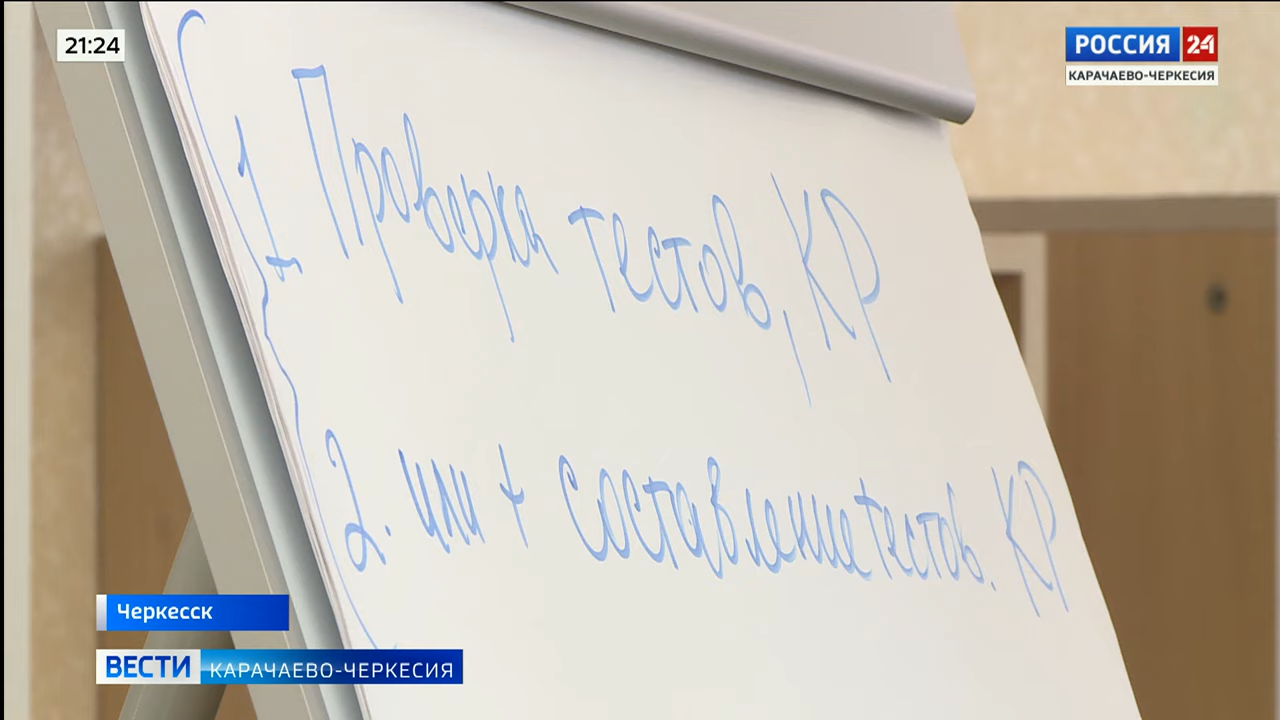 21:24
РОССИЯ 24
КАРАЧАЕВО-ЧЕРКЕСИЯ
1 Проверка тестов, КР
2. или + составление тестов. КР
Черкесск
ВЕСТИ КАРАЧАЕВО-ЧЕРКЕСИЯ